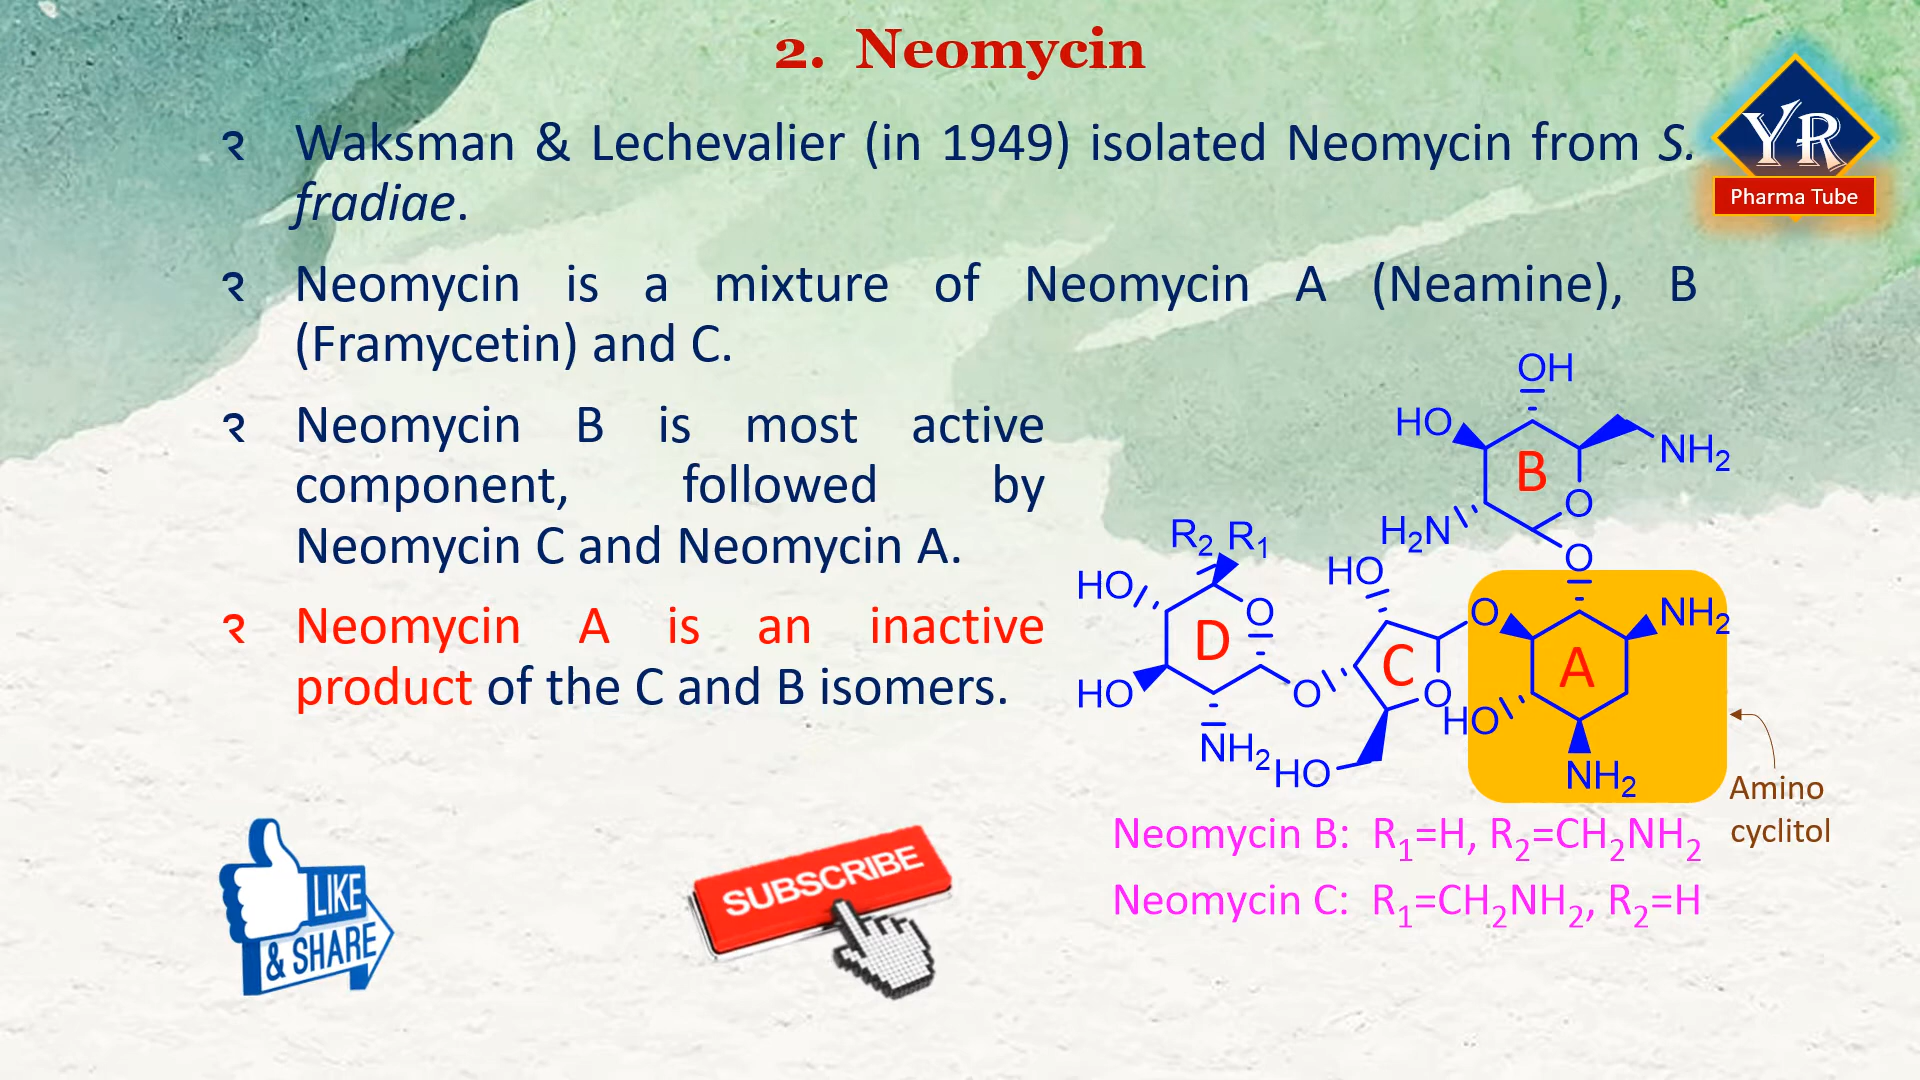 2. Neomycin
Waksman & Lechevalier (in 1949) isolated Neomycin from S.
fradiae.
Neomycin is a mixture of Neomycin A (Neamine), B
(Framycetin) and C.
Neomycin B is most active
component, followed by
Neomycin C and Neomycin A.
Neomycin A is an inactive
product of the C and B isomers.
YR
Pharma Tube
OH
HO
NH₂
B
O
H₂N
O
R₂ R₁
HO
HO
O
O
NH₂
D
C
A
HO
O
O
HO
NH₂
HO
NH₂
Amino
cyclitol
Neomycin B: R₁=H, R₂=CH₂NH₂
Neomycin C: R₁=CH₂NH₂, R₂=H
LIKE
& SHARE
SUBSCRIBE